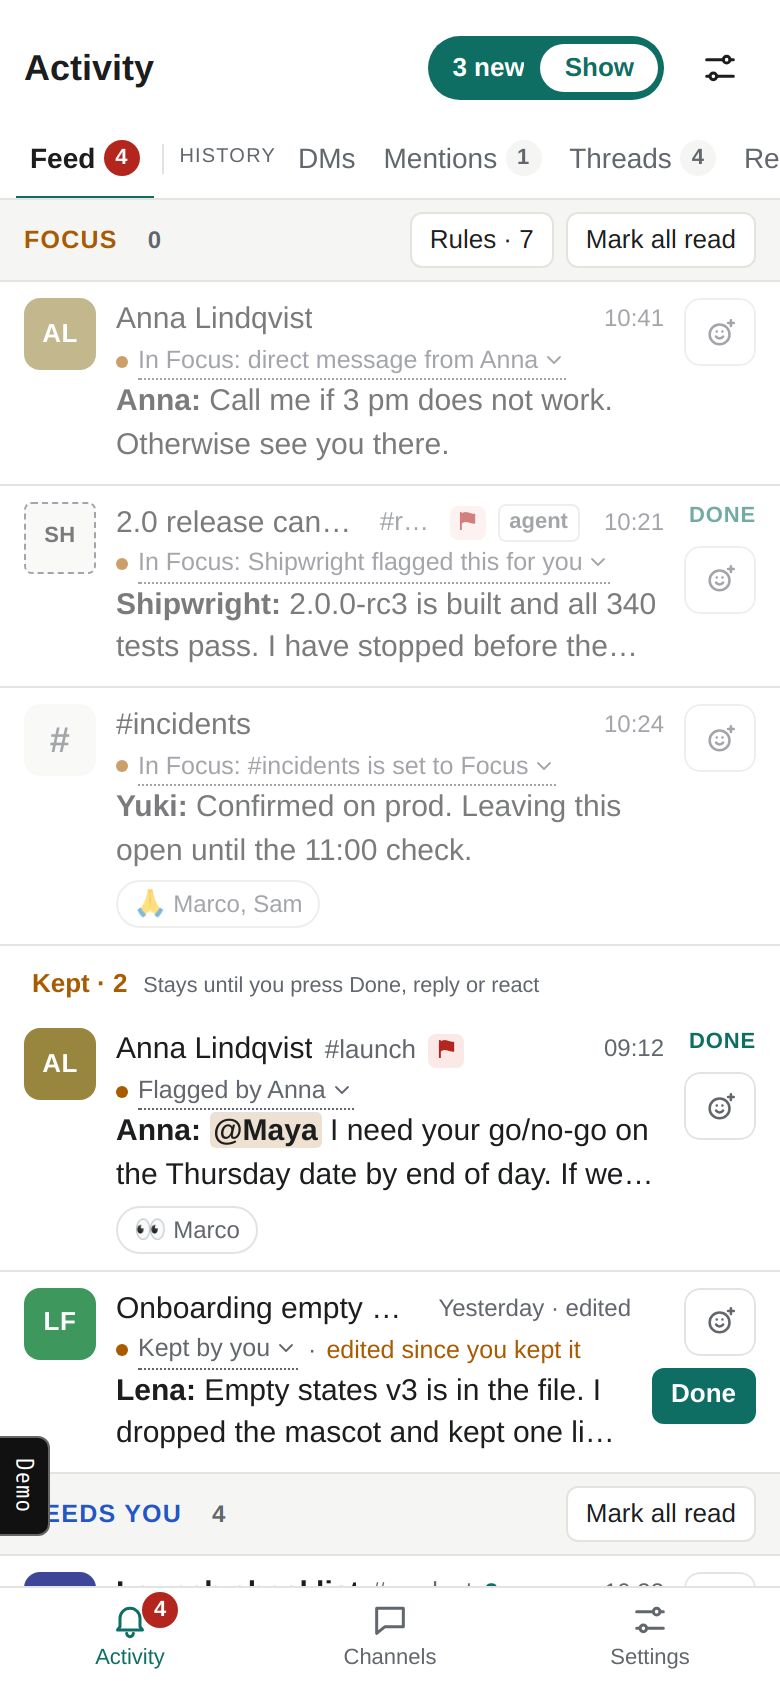 Activity
3 new Show
Feed 4 HISTORY DMs Mentions 1 Threads 4 Re
FOCUS 0 Rules · 7 Mark all read
AL Anna Lindqvist 10:41
In Focus: direct message from Anna
Anna: Call me if 3 pm does not work.
Otherwise see you there.
SH 2.0 release can… #r… agent 10:21 DONE
In Focus: Shipwright flagged this for you
Shipwright: 2.0.0-rc3 is built and all 340
tests pass. I have stopped before the…
# #incidents 10:24
In Focus: #incidents is set to Focus
Yuki: Confirmed on prod. Leaving this
open until the 11:00 check.
🙏 Marco, Sam
Kept · 2 Stays until you press Done, reply or react
AL Anna Lindqvist #launch 09:12 DONE
Flagged by Anna
Anna: @Maya I need your go/no-go on
the Thursday date by end of day. If we…
👀 Marco
LF Onboarding empty … Yesterday · edited
Kept by you · edited since you kept it
Lena: Empty states v3 is in the file. I
dropped the mascot and kept one li… Done
Demo
EEDS YOU 4 Mark all read
4
Activity Channels Settings